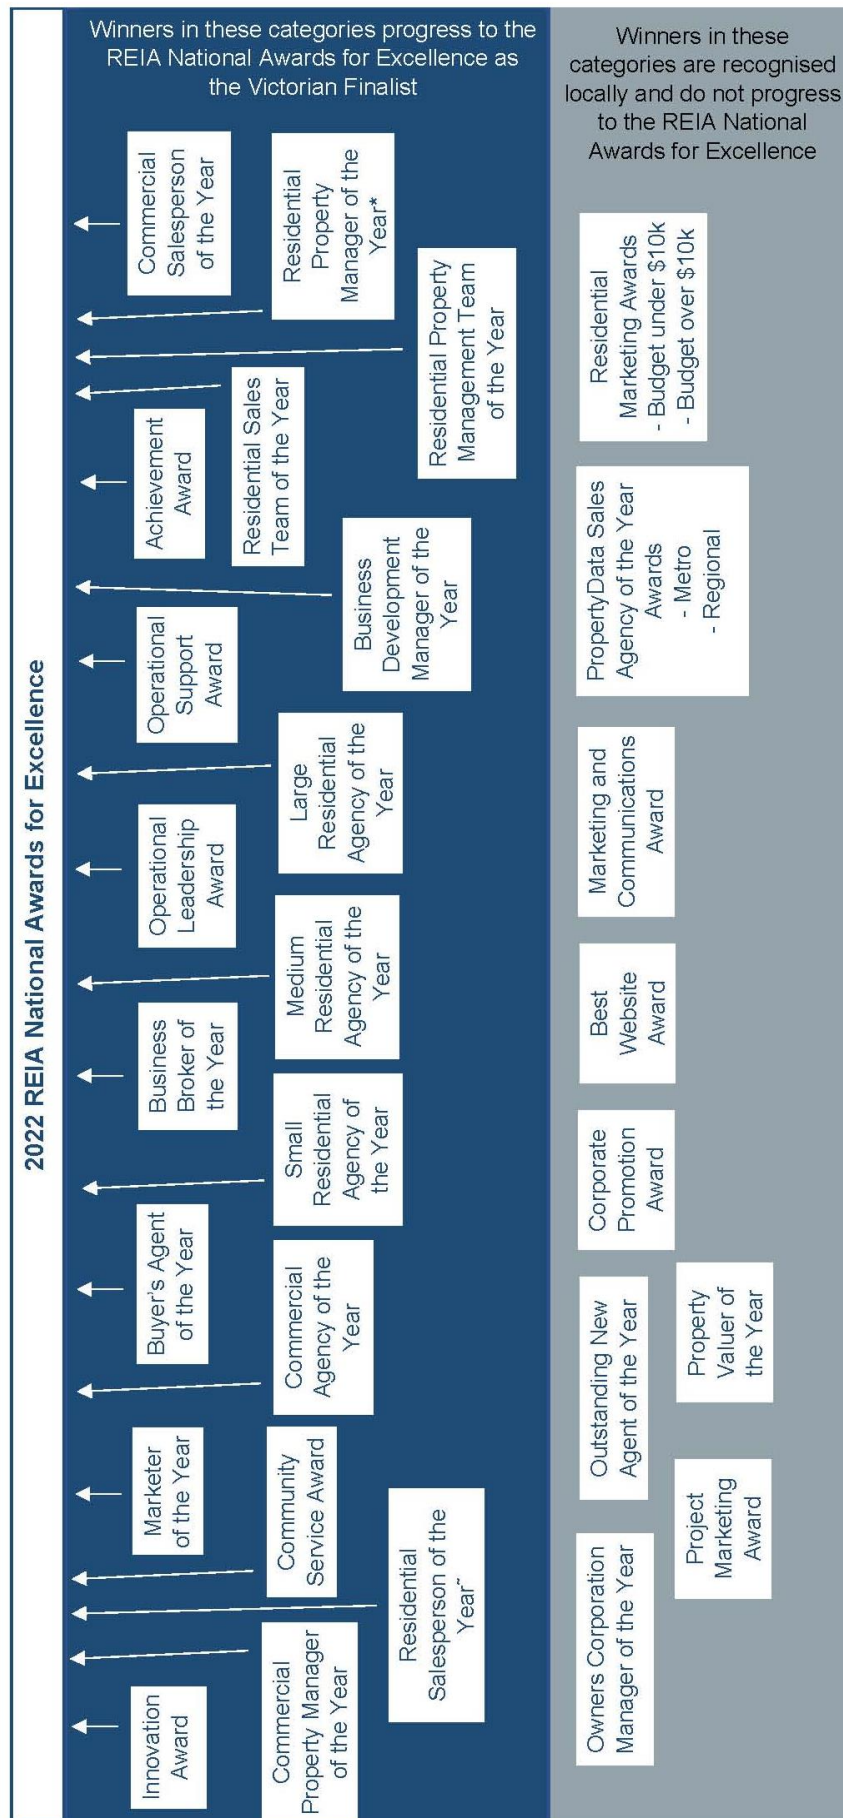 2022 REIA National Awards for Excellence
Winners in these categories progress to the
REIA National Awards for Excellence as
the Victorian Finalist
Innovation
Award
Commercial
Property Manager
of the Year
Residential
Salesperson of the
Year~
Community
Service Award
Marketer
of the Year
Commercial
Agency of the
Year
Buyer's Agent
of the Year
Small
Residential
Agency of
the Year
Business
Broker of
the Year
Medium
Residential
Agency of the
Year
Operational
Leadership
Award
Large
Residential
Agency of the
Year
Operational
Support
Award
Business
Development
Manager of the
Year
Achievement
Award
Residential Sales
Team of the Year
Residential Property
Management Team
of the Year
Residential
Property
Manager of the
Year*
Commercial
Salesperson
of the Year
Winners in these
categories are recognised
locally and do not progress
to the REIA National
Awards for Excellence
Owners Corporation
Manager of the Year
Project
Marketing
Award
Outstanding New
Agent of the Year
Property
Valuer of
the Year
Corporate
Promotion
Award
Best
Website
Award
Marketing and
Communications
Award
PropertyData Sales
Agency of the Year
Awards
- Metro
- Regional
Residential
Marketing Awards
- Budget under $10k
- Budget over $10k